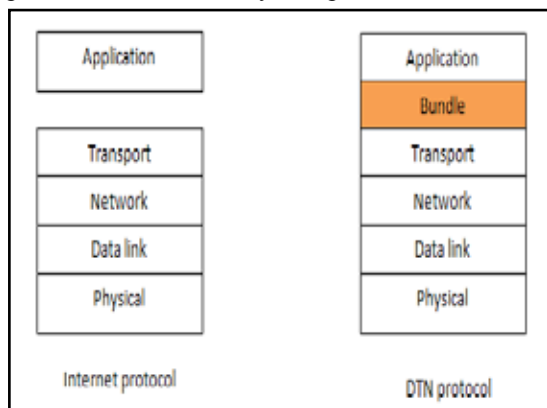 Application
Transport
Network
Data link
Physical
Internet protocol
Application
Bundle
Transport
Network
Data link
Physical
DTN protocol